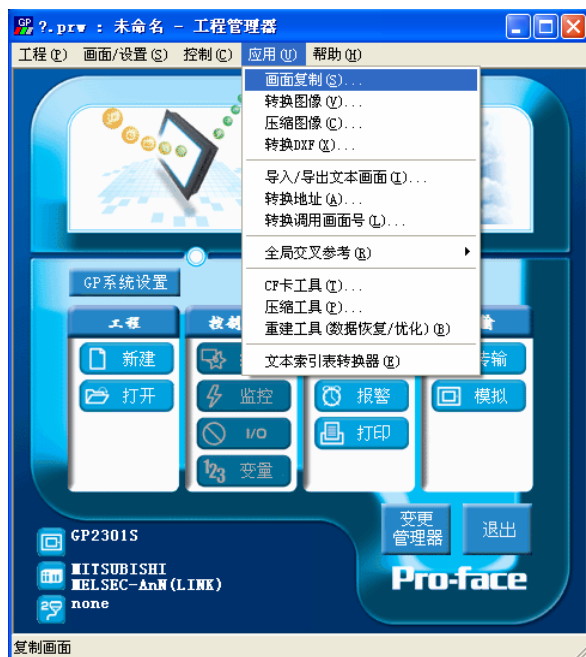 GP ?.prw : 未命名 - 工程管理器
工程(P) 画面/设置(S) 控制(C) 应用(U) 帮助(H)
画面复制(S)...
转换图像(V)...
压缩图像(C)...
转换DXF(X)...
导入/导出文本画面(I)...
转换地址(A)...
转换调用画面号(L)...
全局交叉参考(R)
CF卡工具(T)...
压缩工具(P)...
重建工具(数据恢复/优化)(B)
文本索引表转换器(E)
GP系统设置
工程
新建
打开
监控
I/O
123 变量
报警
打印
传输
模拟
变更
管理器
退出
GP2301S
MITSUBISHI
MELSEC-AnN(LINK)
none
Pro-face
复制画面